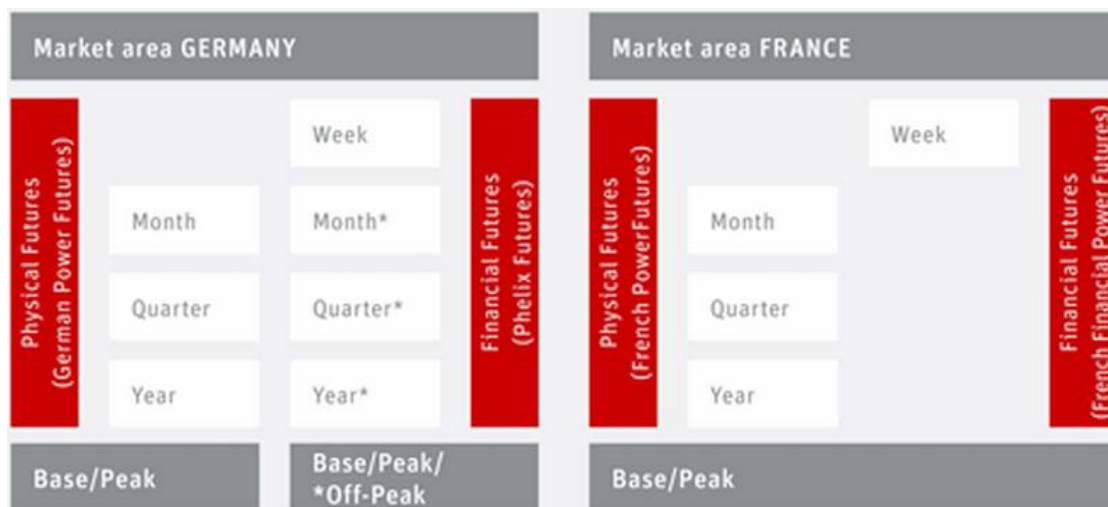 Market area GERMANY
Physical Futures
(German Power Futures)
Month
Quarter
Year
Week
Month*
Quarter*
Year*
Financial Futures
(Phelix Futures)
Base/Peak
Base/Peak/
*Off-Peak
Market area FRANCE
Physical Futures
(French PowerFutures)
Month
Quarter
Year
Week
Financial Futures
(French Financial Power Futures)
Base/Peak